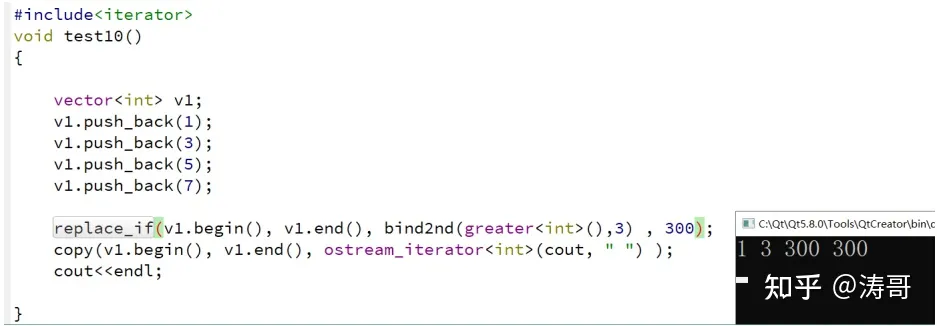 #include<iterator>
void test10()
{
vector<int> v1;
v1.push_back(1);
v1.push_back(3);
v1.push_back(5);
v1.push_back(7);
replace_if(v1.begin(), v1.end(), bind2nd(greater<int>(),3) , 300);
copy(v1.begin(), v1.end(), ostream_iterator<int>(cout, " ") );
cout<<endl;
}
C:\Qt\Qt5.8.0\Tools\QtCreator\bin\
1 3 300 300
知乎 @涛哥